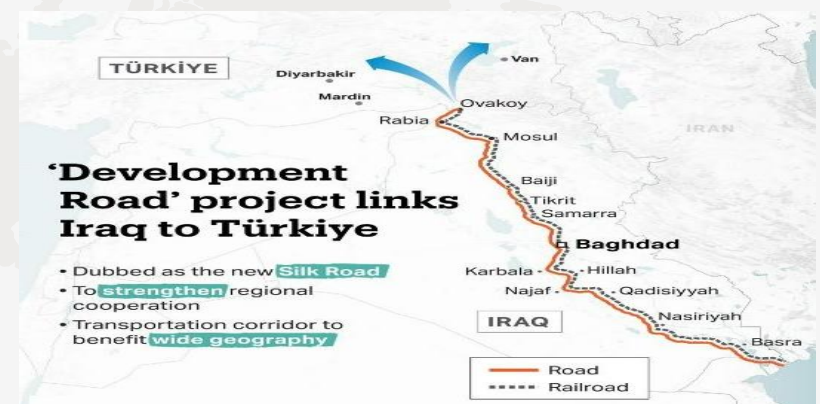 TÜRKİYE
Van
Diyarbakir
Mardin
Ovakoy
Rabia
IRAN
Mosul
‘Development
Road’ project links
Iraq to Türkiye
Baiji
Tikrit
Samarra
Baghdad
• Dubbed as the new Silk Road
• To strengthen regional
cooperation
• Transportation corridor to
benefit wide geography
Karbala
Hillah
Najaf
Qadisiyyah
IRAQ
Nasiriyah
Basra
Road
Railroad